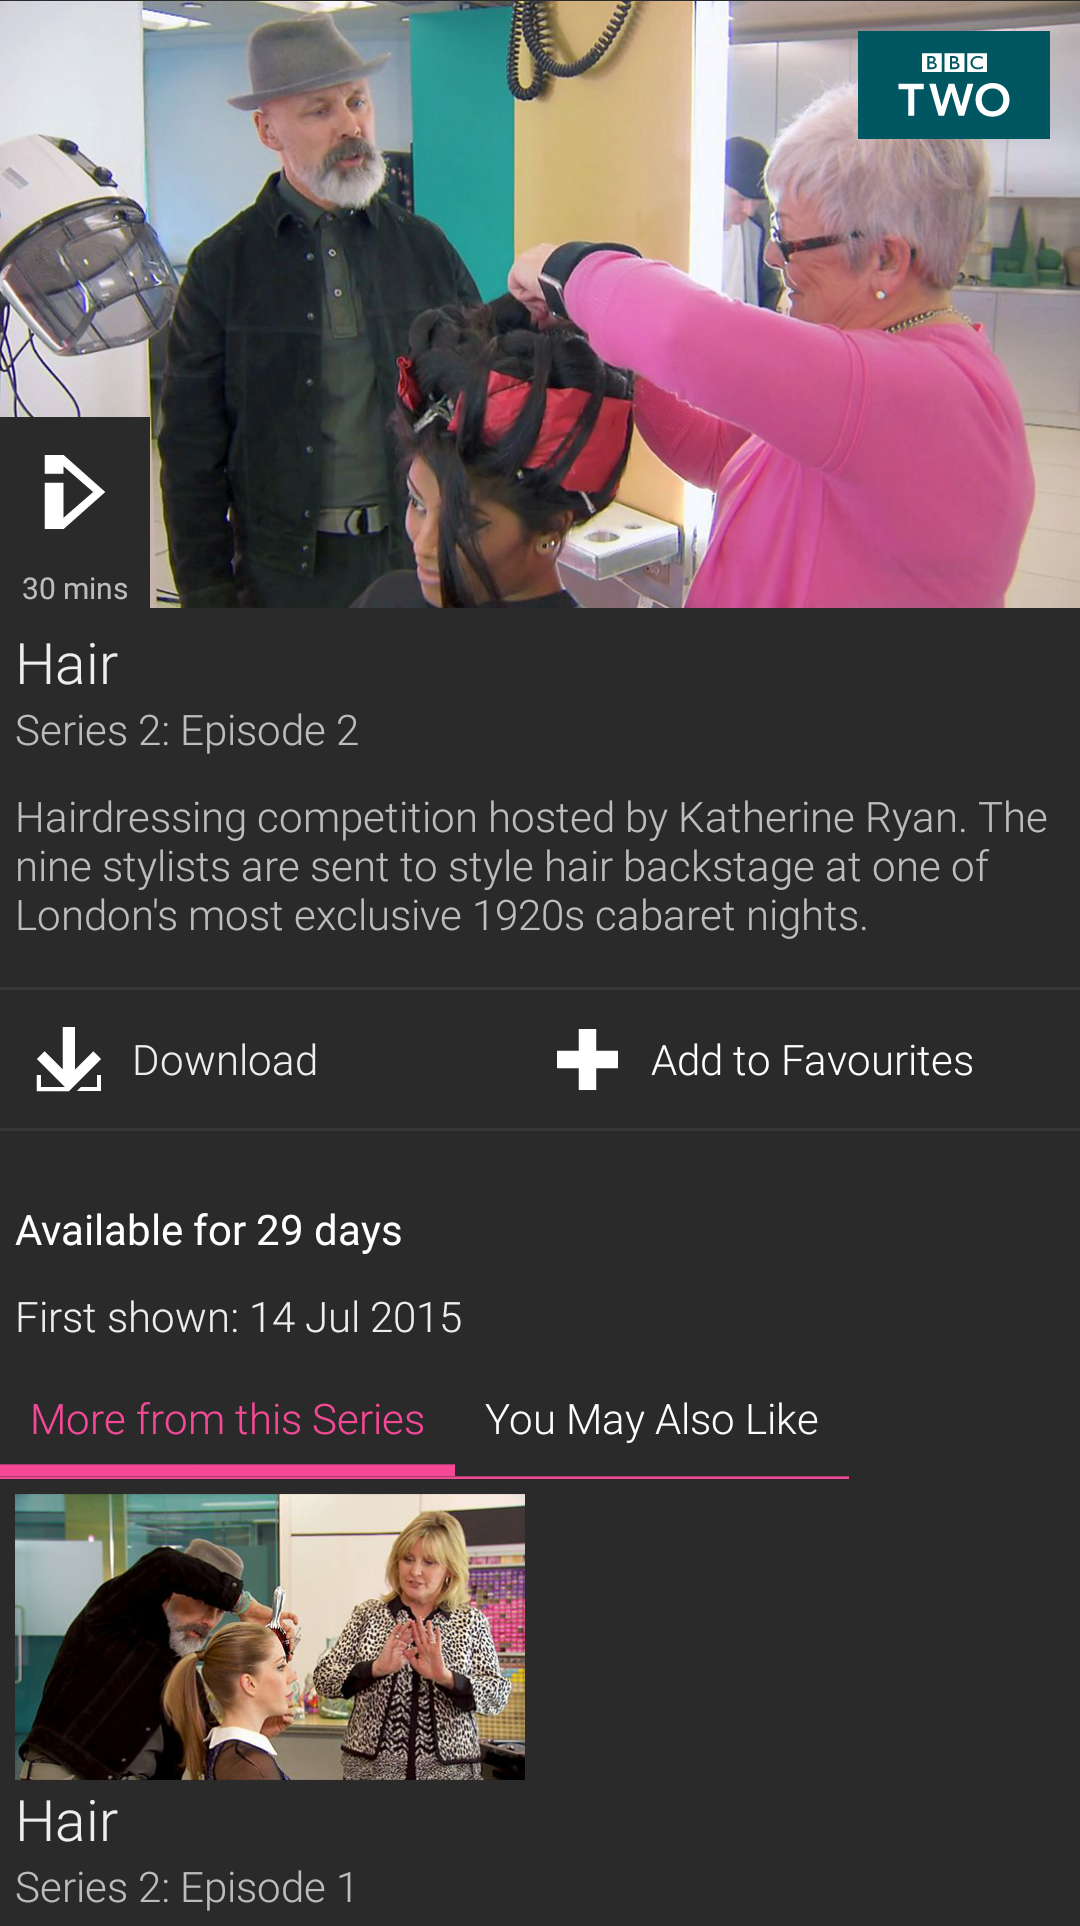 BBC
TWO
30 mins
Hair
Series 2: Episode 2
Hairdressing competition hosted by Katherine Ryan. The
nine stylists are sent to style hair backstage at one of
London's most exclusive 1920s cabaret nights.
Download
Add to Favourites
Available for 29 days
First shown: 14 Jul 2015
More from this Series
You May Also Like
Hair
Series 2: Episode 1